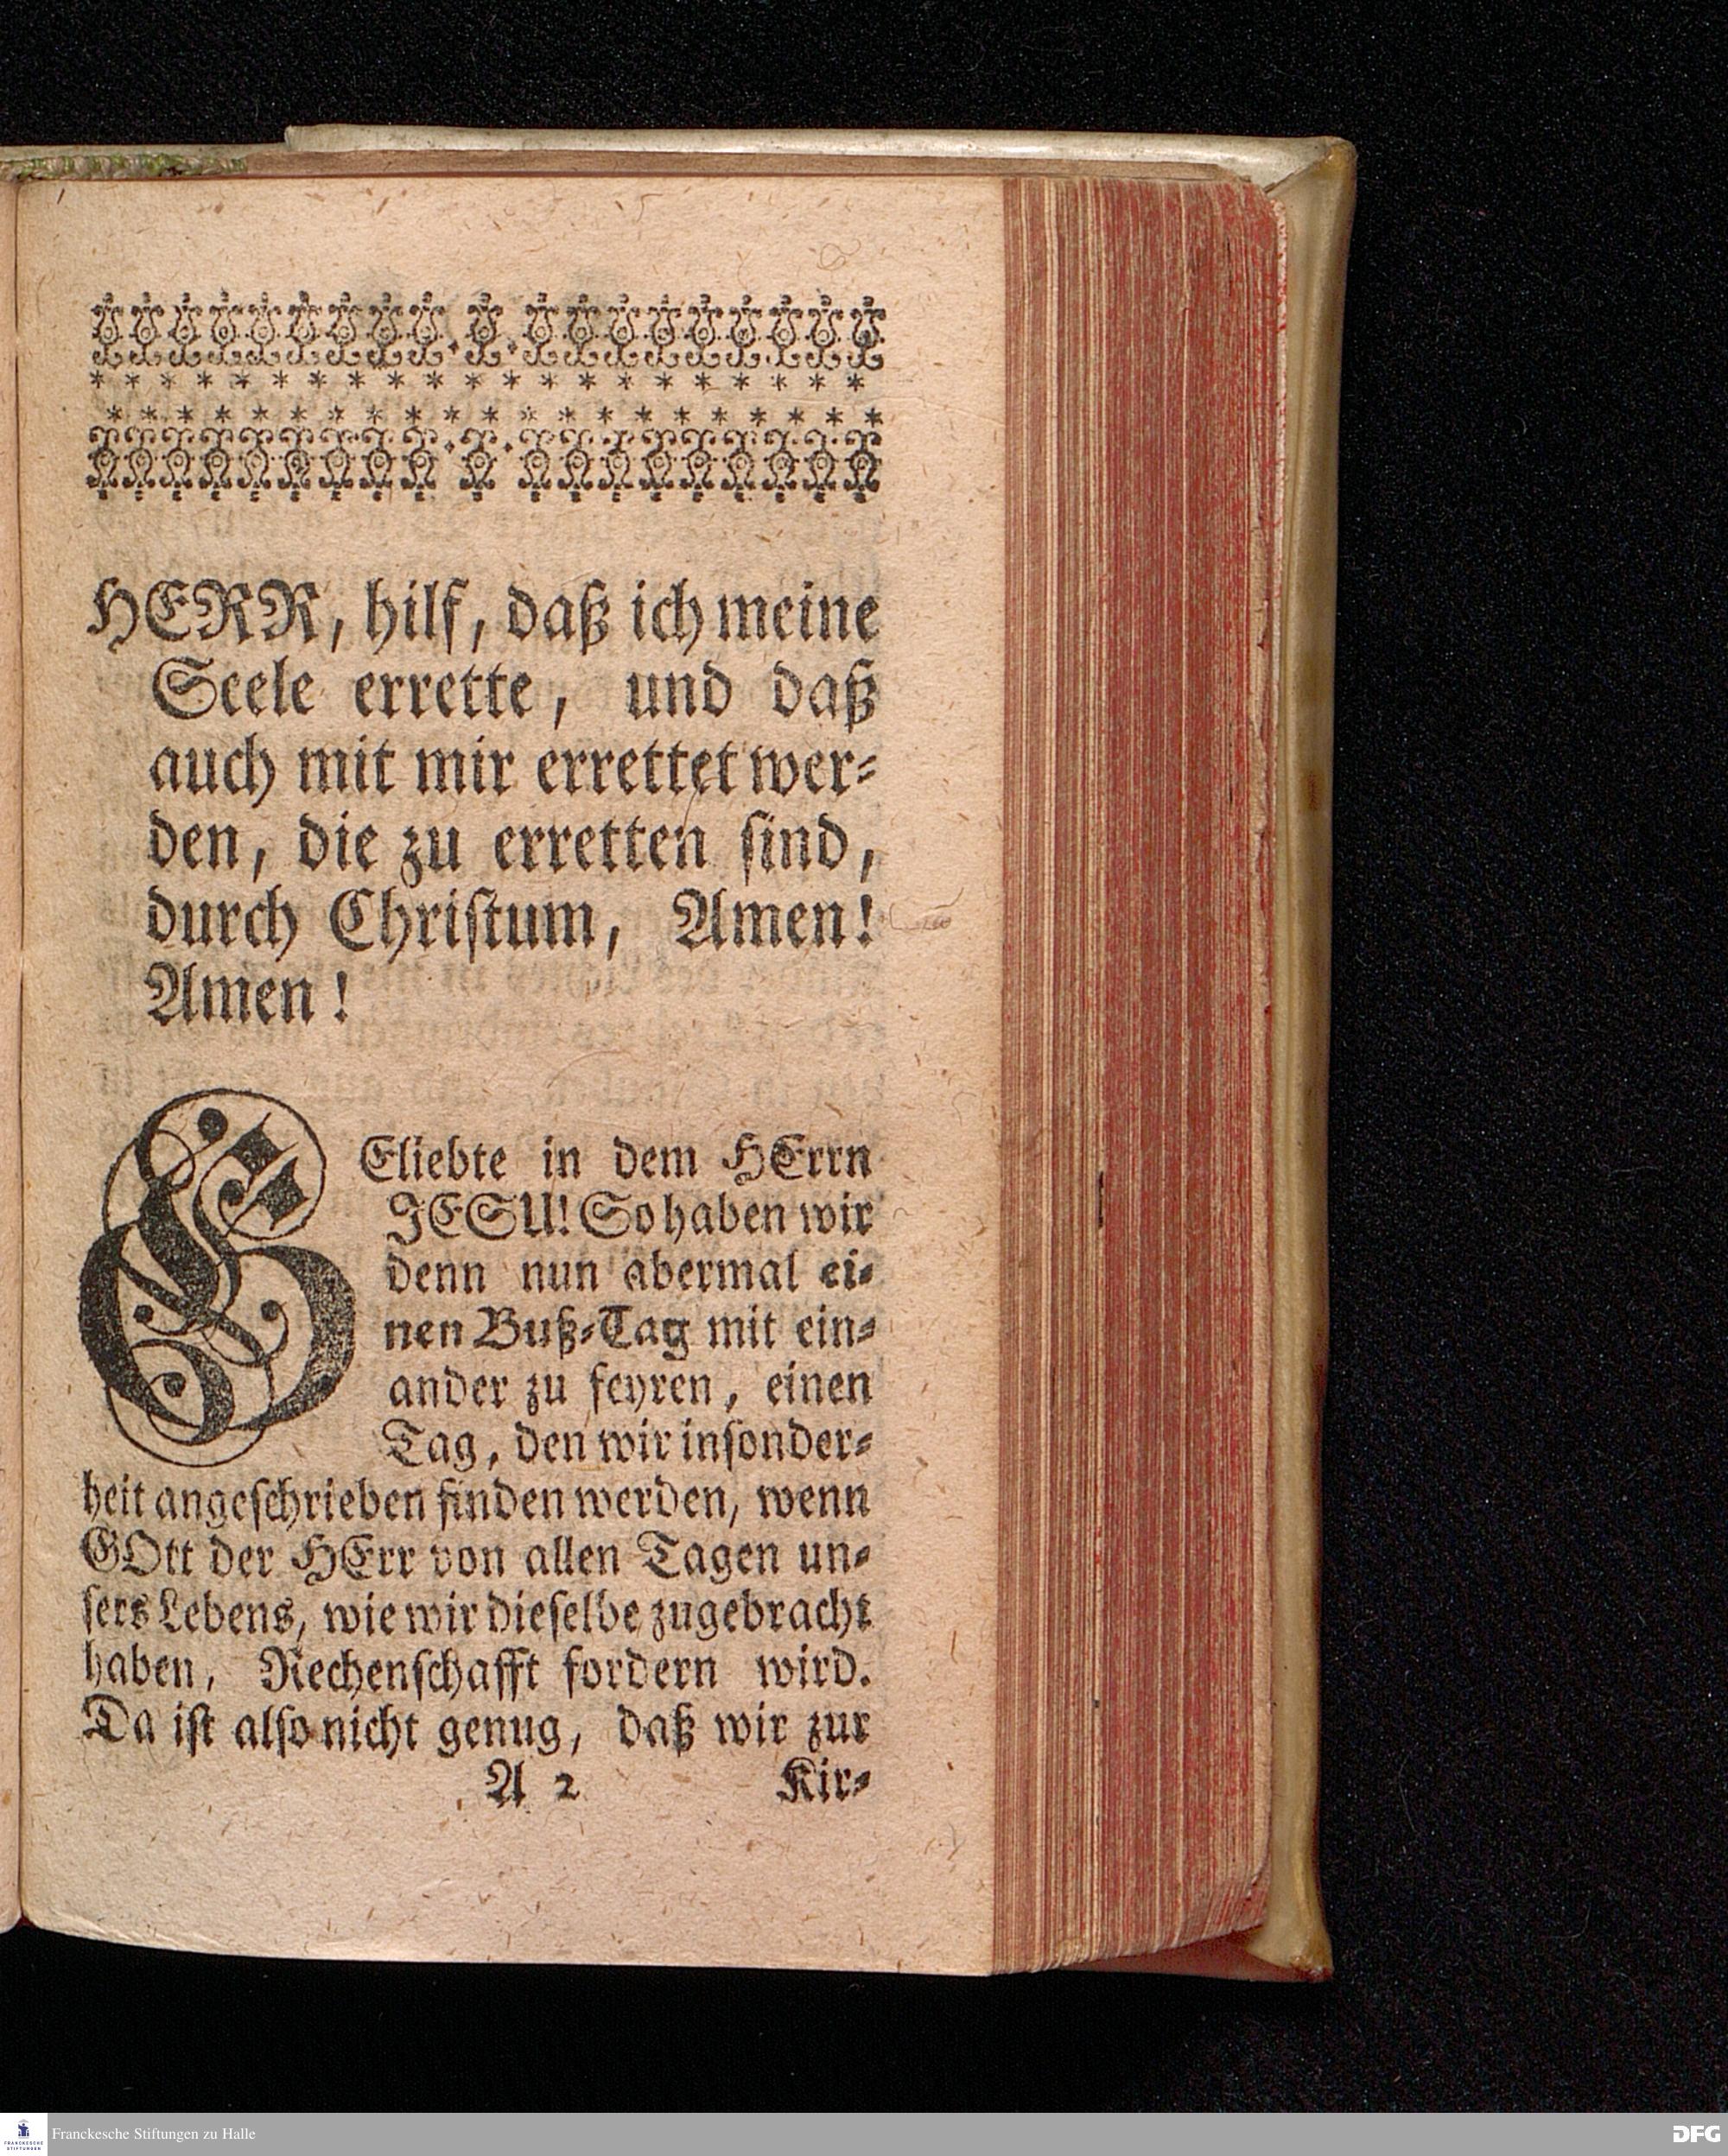 HERR, hilf, daß ich meine
Seele errette, und daß
auch mit mir errettet wer⸗
den, die zu erretten ſind,
durch Chriſtum, Amen!
Amen!
GEliebte in dem HErrn
JESU! So haben wir
denn nun abermal ei⸗
nen Buß⸗Tag mit ein⸗
ander zu feyren, einen
Tag, den wir inſonder⸗
heit angeſchrieben finden werden, wenn
GOtt der HErr von allen Tagen un⸗
ſers Lebens, wie wir dieſelbe zugebracht
haben, Rechenſchafft fordern wird.
Da iſt alſo nicht genug, daß wir zur
A 2 Kir⸗
FRANCKESCHE STIFTUNGEN
Franckesche Stiftungen zu Halle
DFG